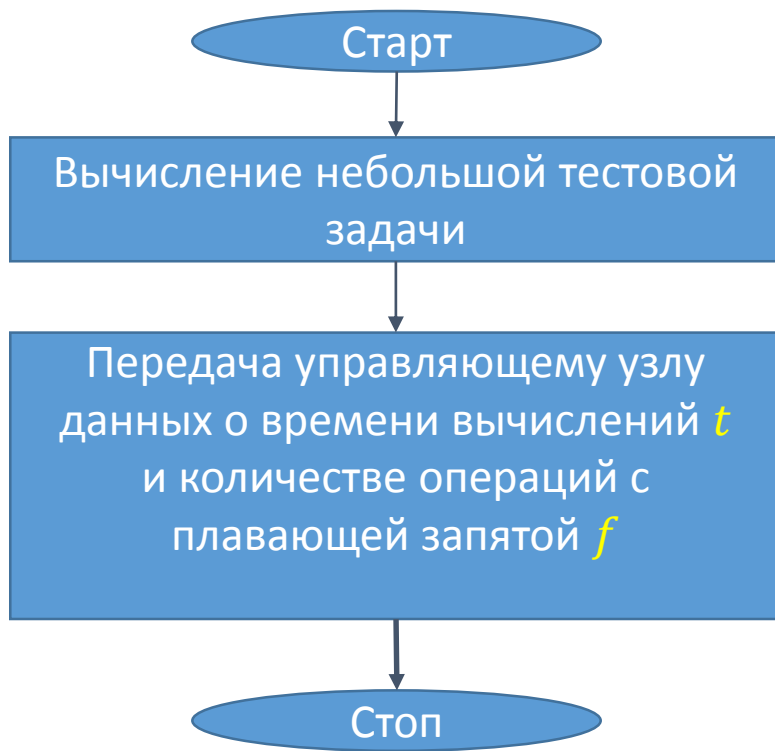 Старт
Вычисление небольшой тестовой
задачи
Передача управляющему узлу
данных о времени вычислений t
и количестве операций с
плавающей запятой f
Стоп